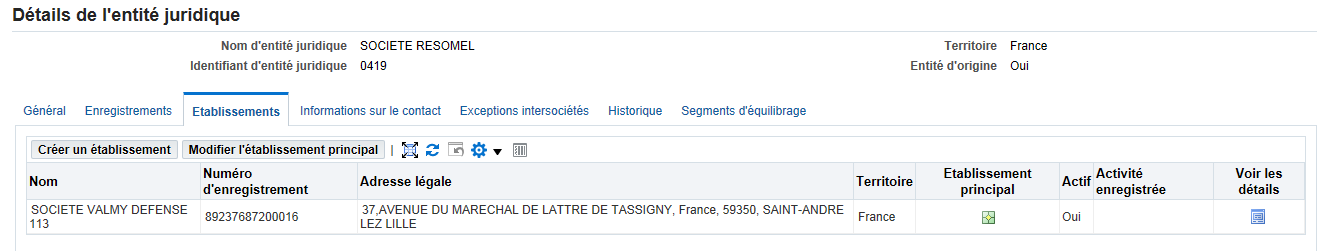 Détails de l'entité juridique
Nom d'entité juridique SOCIETE RESOMEL Territoire France
Identifiant d'entité juridique 0419 Entité d'origine Oui
Général Enregistrements Etablissements Informations sur le contact Exceptions intersociétés Historique Segments d'équilibrage
Créer un établissement Modifier l'établissement principal
Nom Numéro d'enregistrement Adresse légale Territoire Etablissement principal Actif Activité enregistrée Voir les détails
SOCIETE VALMY DEFENSE 113 89237687200016 37,AVENUE DU MARECHAL DE LATTRE DE TASSIGNY, France, 59350, SAINT-ANDRE LEZ LILLE France Oui